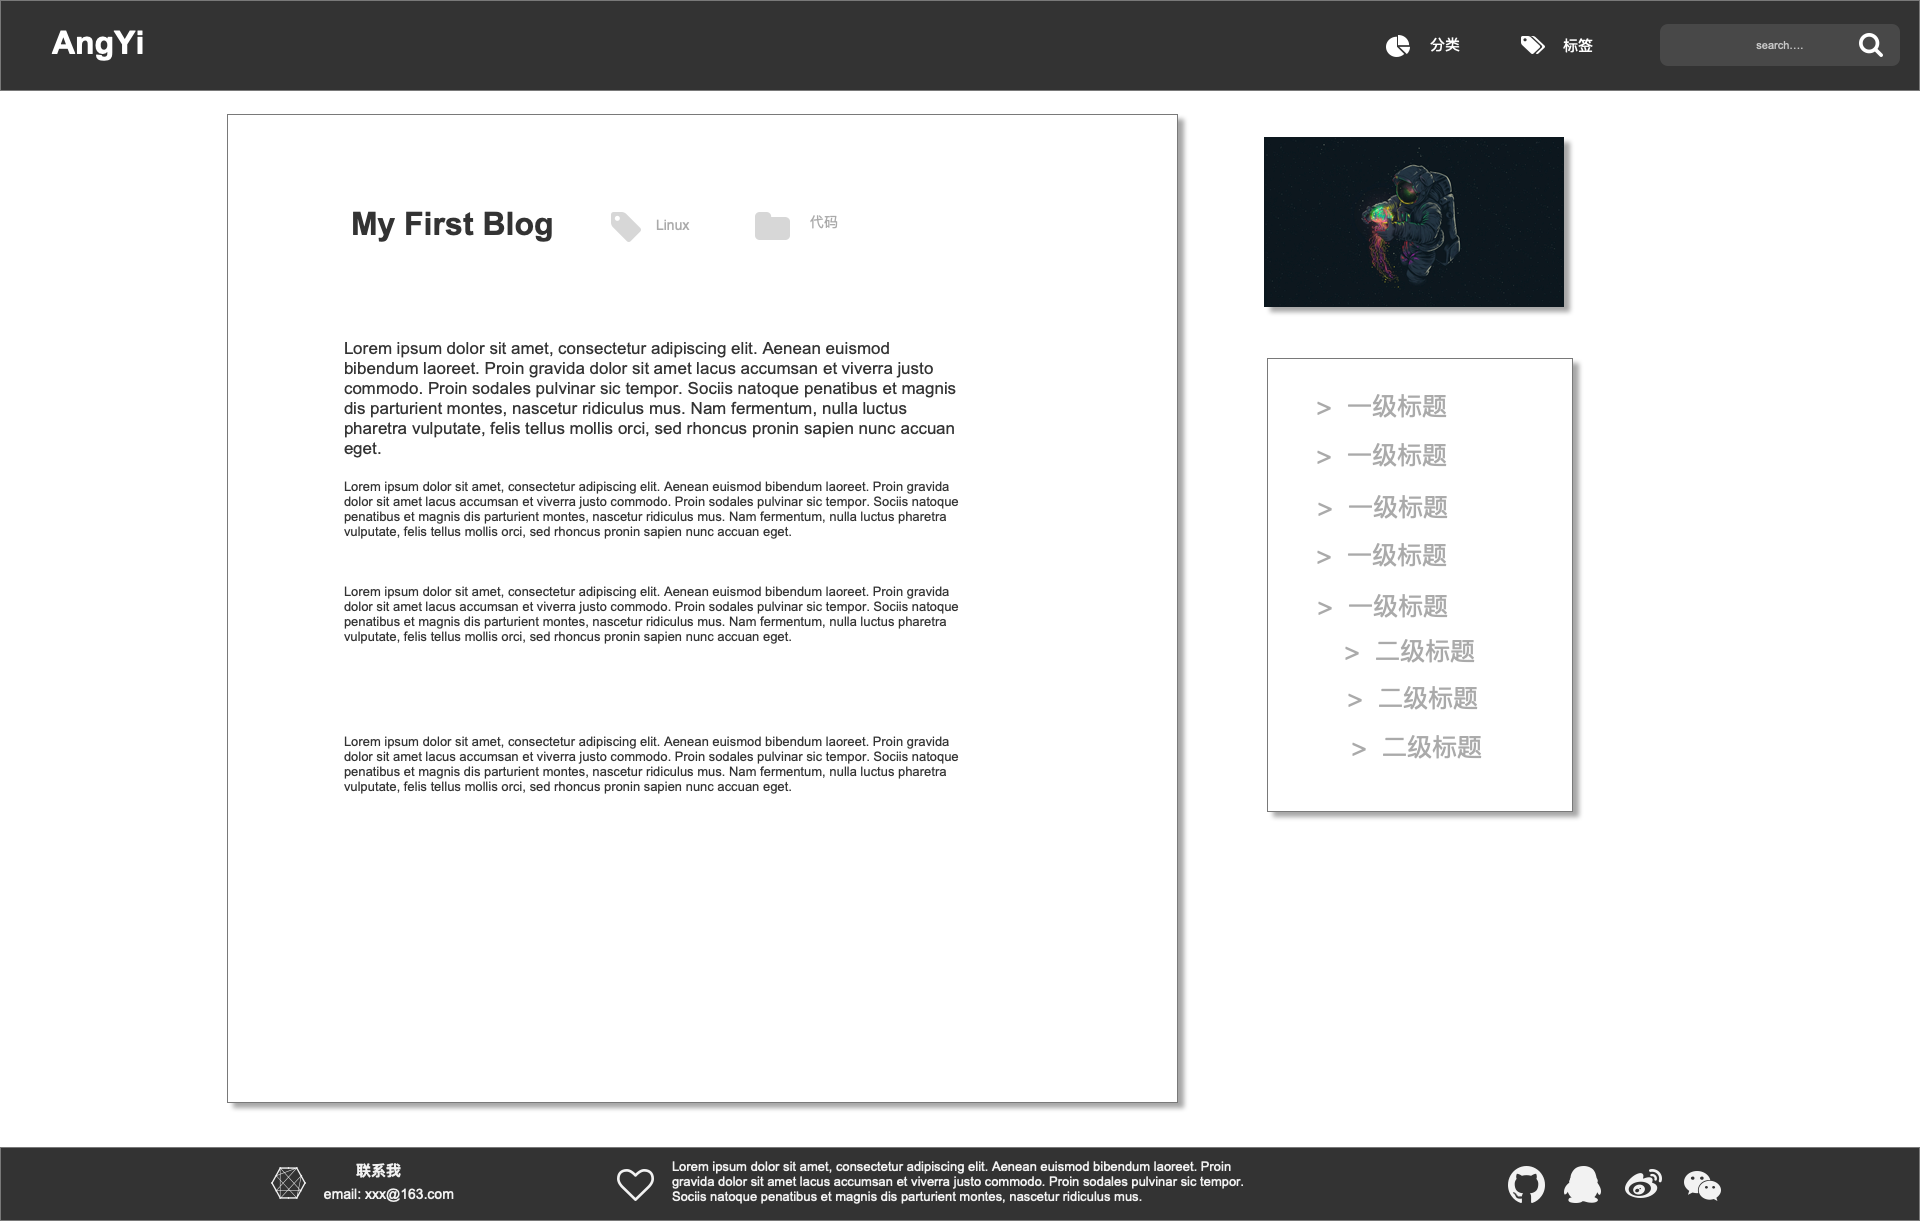 AngYi
分类
标签
search....
My First Blog
Linux
代码
Lorem ipsum dolor sit amet, consectetur adipiscing elit. Aenean euismod
bibendum laoreet. Proin gravida dolor sit amet lacus accumsan et viverra justo
commodo. Proin sodales pulvinar sic tempor. Sociis natoque penatibus et magnis
dis parturient montes, nascetur ridiculus mus. Nam fermentum, nulla luctus
pharetra vulputate, felis tellus mollis orci, sed rhoncus pronin sapien nunc accuan
eget.
Lorem ipsum dolor sit amet, consectetur adipiscing elit. Aenean euismod bibendum laoreet. Proin gravida
dolor sit amet lacus accumsan et viverra justo commodo. Proin sodales pulvinar sic tempor. Sociis natoque
penatibus et magnis dis parturient montes, nascetur ridiculus mus. Nam fermentum, nulla luctus pharetra
vulputate, felis tellus mollis orci, sed rhoncus pronin sapien nunc accuan eget.
Lorem ipsum dolor sit amet, consectetur adipiscing elit. Aenean euismod bibendum laoreet. Proin gravida
dolor sit amet lacus accumsan et viverra justo commodo. Proin sodales pulvinar sic tempor. Sociis natoque
penatibus et magnis dis parturient montes, nascetur ridiculus mus. Nam fermentum, nulla luctus pharetra
vulputate, felis tellus mollis orci, sed rhoncus pronin sapien nunc accuan eget.
Lorem ipsum dolor sit amet, consectetur adipiscing elit. Aenean euismod bibendum laoreet. Proin gravida
dolor sit amet lacus accumsan et viverra justo commodo. Proin sodales pulvinar sic tempor. Sociis natoque
penatibus et magnis dis parturient montes, nascetur ridiculus mus. Nam fermentum, nulla luctus pharetra
vulputate, felis tellus mollis orci, sed rhoncus pronin sapien nunc accuan eget.
> 一级标题
> 一级标题
> 一级标题
> 一级标题
> 一级标题
> 二级标题
> 二级标题
> 二级标题
联系我
email: xxx@163.com
Lorem ipsum dolor sit amet, consectetur adipiscing elit. Aenean euismod bibendum laoreet. Proin
gravida dolor sit amet lacus accumsan et viverra justo commodo. Proin sodales pulvinar sic tempor.
Sociis natoque penatibus et magnis dis parturient montes, nascetur ridiculus mus.